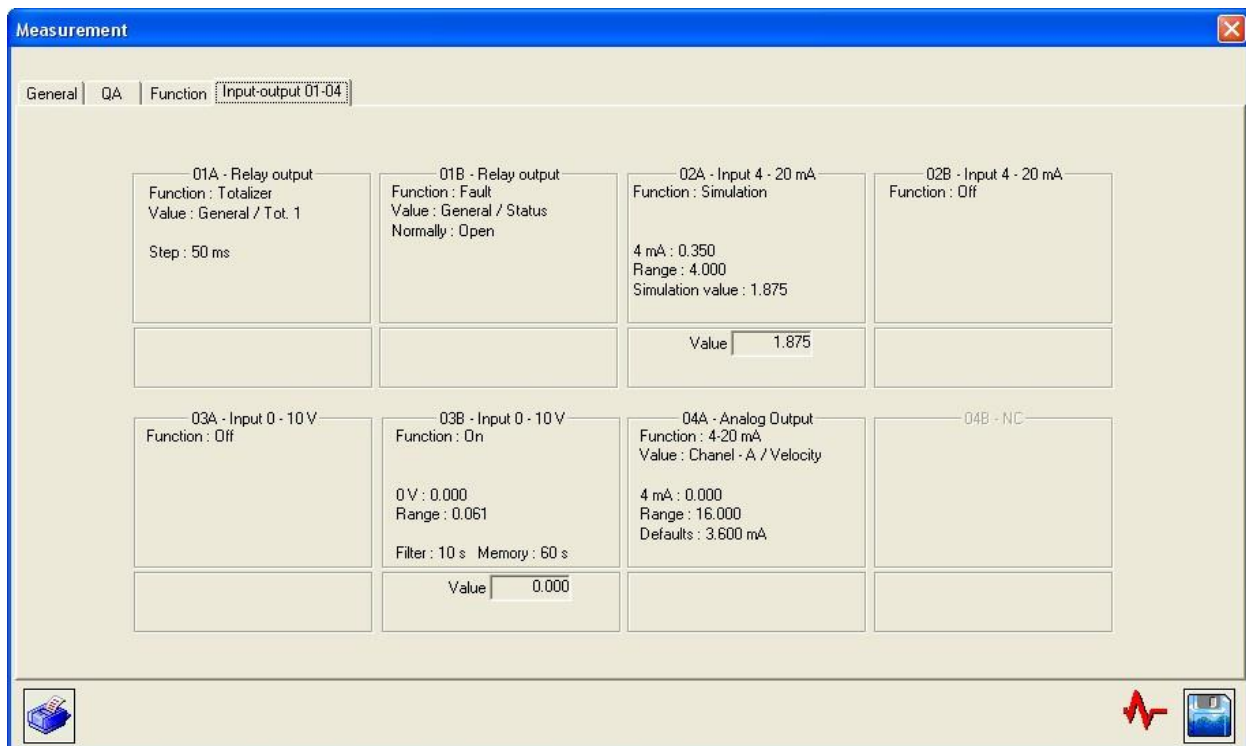 Measurement
General
QA
Function
Input-output 01-04
01A - Relay output
Function : Totalizer
Value : General / Tot. 1
Step : 50 ms
01B - Relay output
Function : Fault
Value : General / Status
Normally : Open
02A - Input 4 - 20 mA
Function : Simulation
4 mA : 0.350
Range : 4.000
Simulation value : 1.875
Value 1.875
02B - Input 4 - 20 mA
Function : Off
03A - Input 0 - 10 V
Function : Off
03B - Input 0 - 10 V
Function : On
0 V : 0.000
Range : 0.061
Filter : 10 s Memory : 60 s
Value 0.000
04A - Analog Output
Function : 4-20 mA
Value : Chanel - A / Velocity
4 mA : 0.000
Range : 16.000
Defaults : 3.600 mA
04B - NC